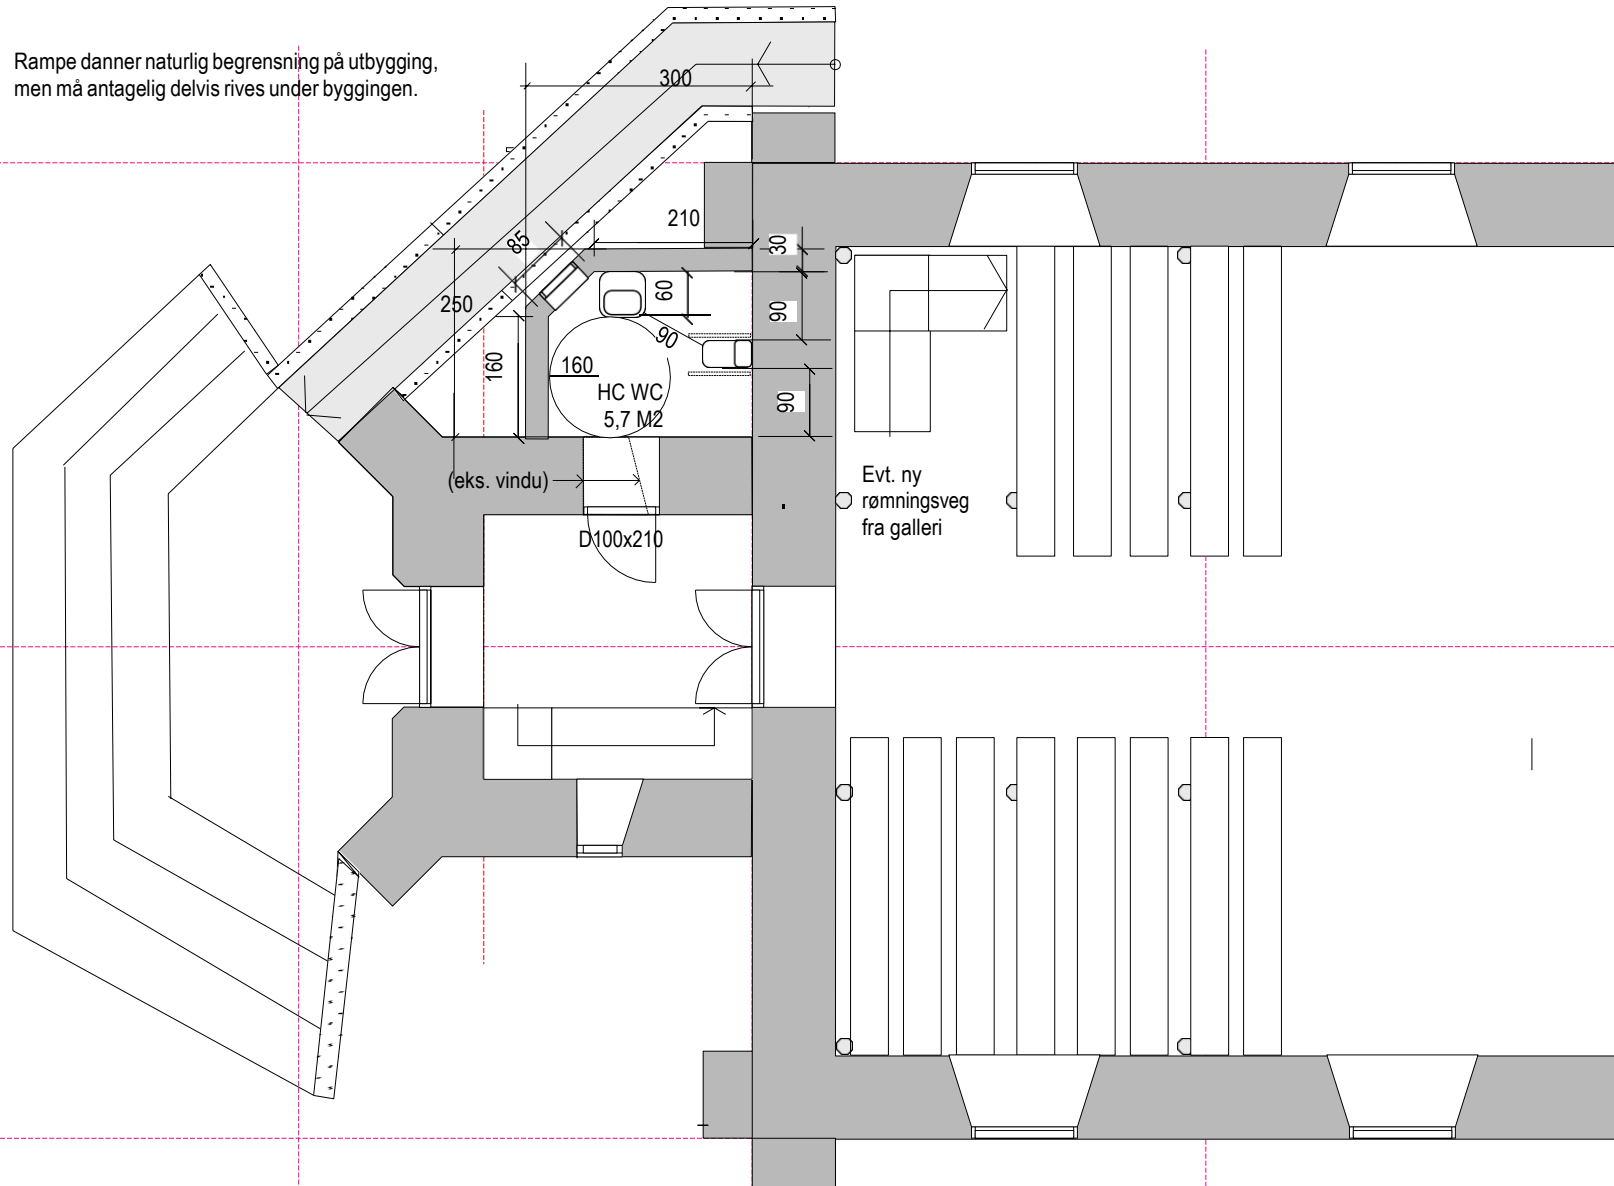 Rampe danner naturlig begrensning på utbygging,
men må antagelig delvis rives under byggingen.
300
210
85
30
250
60
90
90
160
160
HC WC
5,7 M2
90
(eks. vindu)
D100x210
Evt. ny
rømningsveg
fra galleri